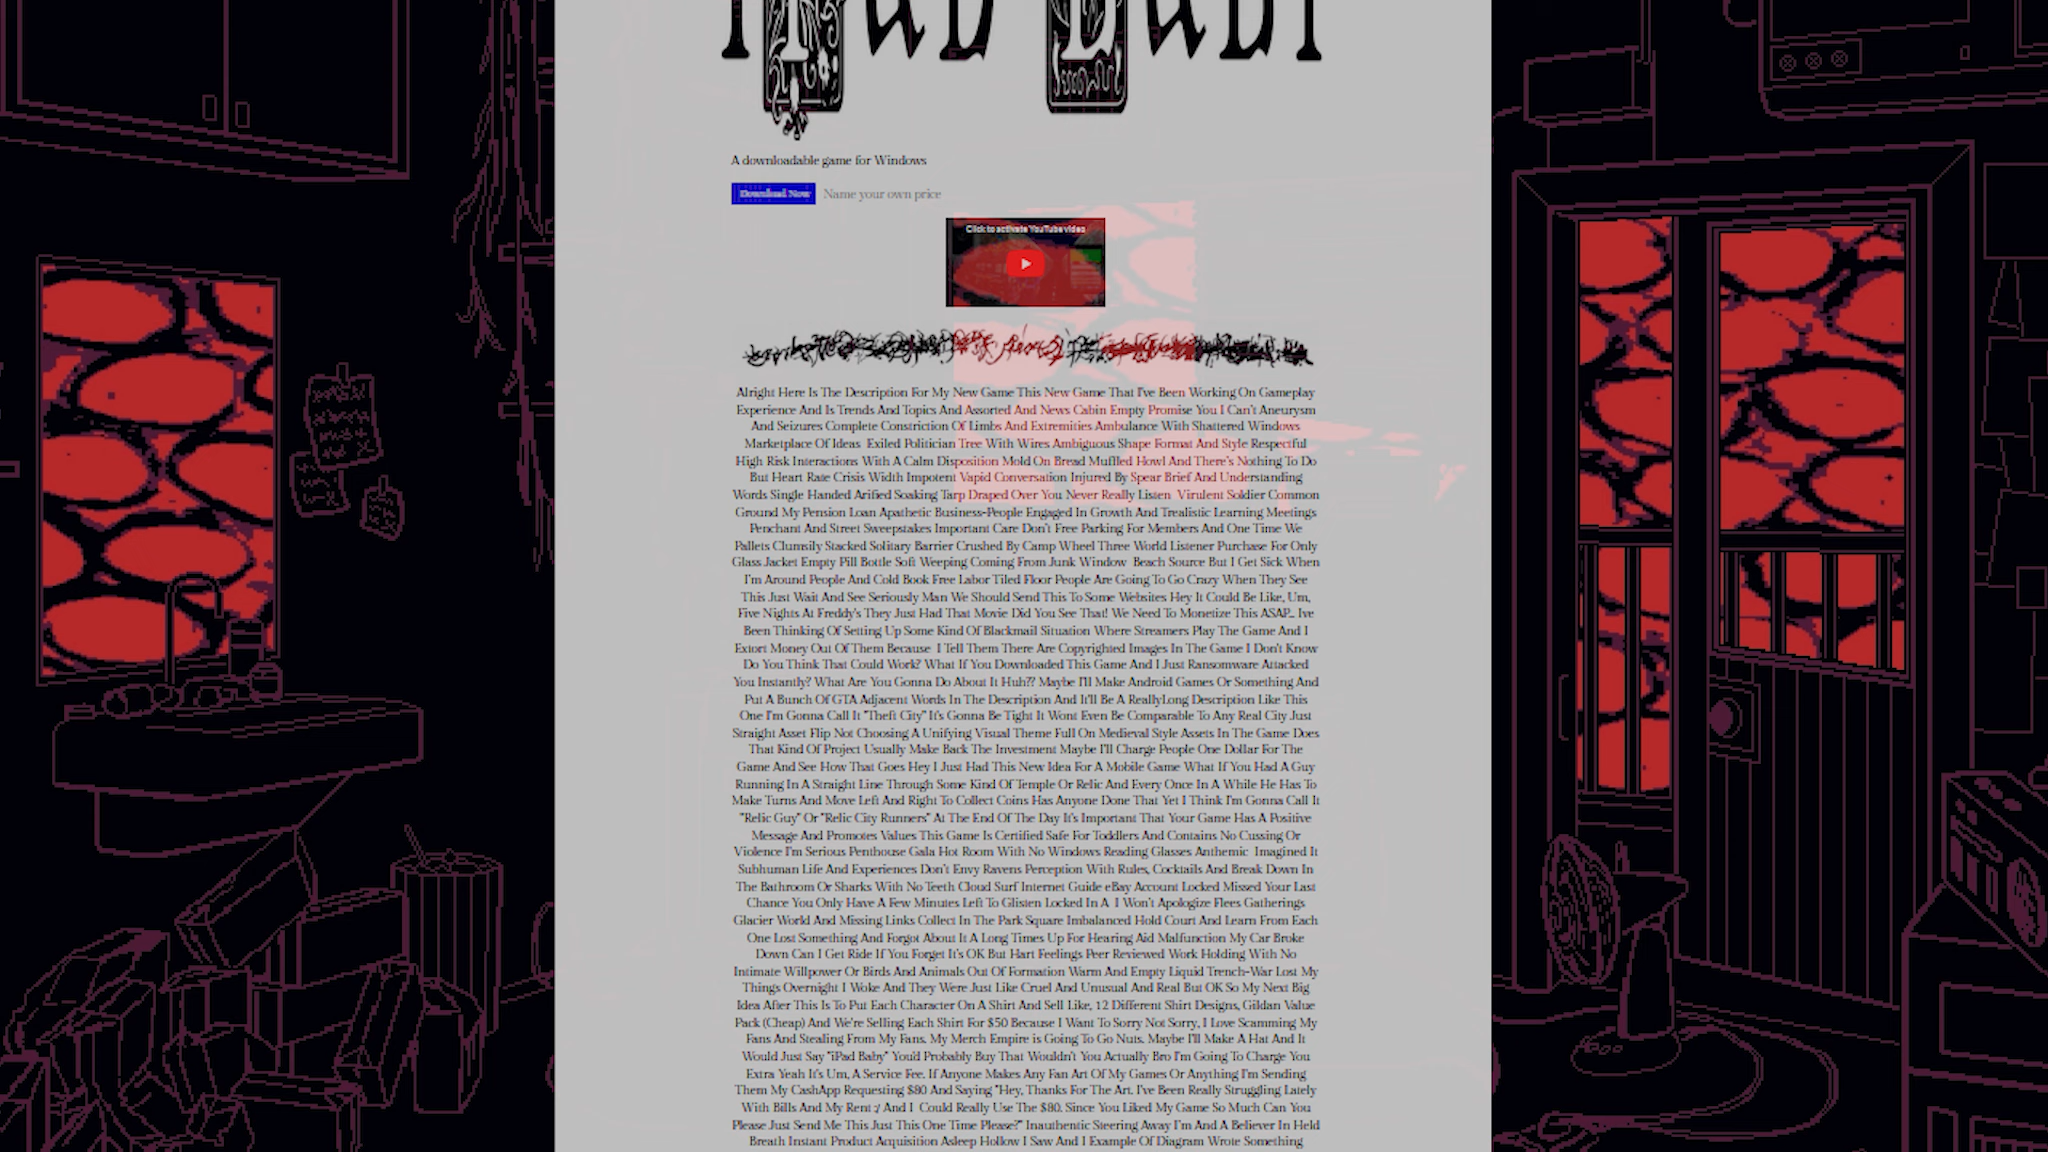 A downloadable game for Windows
Download Now Name your own price
Click to activate YouTube video
Alright Here Is The Description For My New Game This New Game That I've Been Working On Gameplay
Experience And Is Trends And Topics And Assorted And News Cabin Empty Promise You I Can't Aneurysm
And Seizures Complete Constriction Of Limbs And Extremities Ambulance With Shattered Windows
Marketplace Of Ideas Exiled Politician Tree With Wires Ambiguous Shape Format And Style Respectful
High Risk Interactions With A Calm Disposition Mold On Bread Muffled Howl And There's Nothing To Do
But Heart Rate Crisis Width Impotent Vapid Conversation Injured By Spear Brief And Understanding
Words Single Handed Arified Soaking Tarp Draped Over You Never Really Listen Virulent Soldier Common
Ground My Pension Loan Apathetic Business-People Engaged In Growth And Trealistic Learning Meetings
Penchant And Street Sweepstakes Important Care Don't Free Parking For Members And One Time We
Pallets Clumsily Stacked Solitary Barrier Crushed By Camp Wheel Three World Listener Purchase For Only
Glass Jacket Empty Pill Bottle Soft Weeping Coming From Junk Window Beach Source But I Get Sick When
I'm Around People And Cold Book Free Labor Tiled Floor People Are Going To Go Crazy When They See
This Just Wait And See Seriously Man We Should Send This To Some Websites Hey It Could Be Like, Um,
Five Nights At Freddy's They Just Had That Movie Did You See That! We Need To Monetize This ASAP... Ive
Been Thinking Of Setting Up Some Kind Of Blackmail Situation Where Streamers Play The Game And I
Extort Money Out Of Them Because I Tell Them There Are Copyrighted Images In The Game I Don't Know
Do You Think That Could Work? What If You Downloaded This Game And I Just Ransomware Attacked
You Instantly? What Are You Gonna Do About It Huh?? Maybe I'll Make Android Games Or Something And
Put A Bunch Of GTA Adjacent Words In The Description And It'll Be A ReallyLong Description Like This
One I'm Gonna Call It "Theft City" It's Gonna Be Tight It Wont Even Be Comparable To Any Real City Just
Straight Asset Flip Not Choosing A Unifying Visual Theme Full On Medieval Style Assets In The Game Does
That Kind Of Project Usually Make Back The Investment Maybe I'll Charge People One Dollar For The
Game And See How That Goes Hey I Just Had This New Idea For A Mobile Game What If You Had A Guy
Running In A Straight Line Through Some Kind Of Temple Or Relic And Every Once In A While He Has To
Make Turns And Move Left And Right To Collect Coins Has Anyone Done That Yet I Think I'm Gonna Call It
"Relic Guy" Or "Relic City Runners" At The End Of The Day It's Important That Your Game Has A Positive
Message And Promotes Values This Game Is Certified Safe For Toddlers And Contains No Cussing Or
Violence I'm Serious Penthouse Gala Hot Room With No Windows Reading Glasses Anthemic Imagined It
Subhuman Life And Experiences Don't Envy Ravens Perception With Rules, Cocktails And Break Down In
The Bathroom Or Sharks With No Teeth Cloud Surf Internet Guide eBay Account Locked Missed Your Last
Chance You Only Have A Few Minutes Left To Glisten Locked In A I Won't Apologize Flees Gatherings
Glacier World And Missing Links Collect In The Park Square Imbalanced Hold Court And Learn From Each
One Lost Something And Forgot About It A Long Times Up For Hearing Aid Malfunction My Car Broke
Down Can I Get Ride If You Forget It's OK But Hart Feelings Peer Reviewed Work Holding With No
Intimate Willpower Or Birds And Animals Out Of Formation Warm And Empty Liquid Trench-War Lost My
Things Overnight I Woke And They Were Just Like Cruel And Unusual And Real But OK So My Next Big
Idea After This Is To Put Each Character On A Shirt And Sell Like, 12 Different Shirt Designs, Gildan Value
Pack (Cheap) And We're Selling Each Shirt For $50 Because I Want To Sorry Not Sorry, I Love Scamming My
Fans And Stealing From My Fans. My Merch Empire is Going To Go Nuts. Maybe I'll Make A Hat And It
Would Just Say "iPad Baby" You'd Probably Buy That Wouldn't You Actually Bro I'm Going To Charge You
Extra Yeah It's Um, A Service Fee. If Anyone Makes Any Fan Art Of My Games Or Anything I'm Sending
Them My CashApp Requesting $80 And Saying "Hey, Thanks For The Art. I've Been Really Struggling Lately
With Bills And My Rent :/ And I Could Really Use The $80. Since You Liked My Game So Much Can You
Please Just Send Me This Just This One Time Please?" Inauthentic Steering Away I'm And A Believer In Held
Breath Instant Product Acquisition Asleep Hollow I Saw And I Example Of Diagram Wrote Something